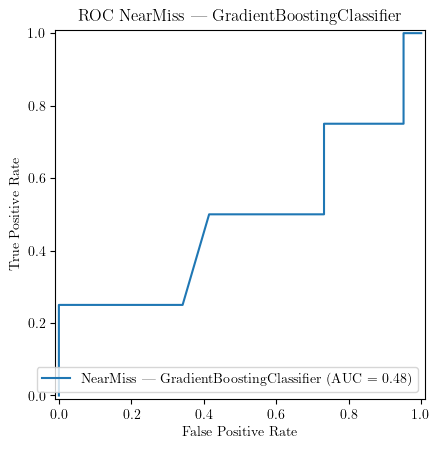 ROC NearMiss — GradientBoostingClassifier
1.0
0.8
0.6
0.4
0.2
0.0
True Positive Rate
NearMiss — GradientBoostingClassifier (AUC = 0.48)
0.0 0.2 0.4 0.6 0.8 1.0
False Positive Rate